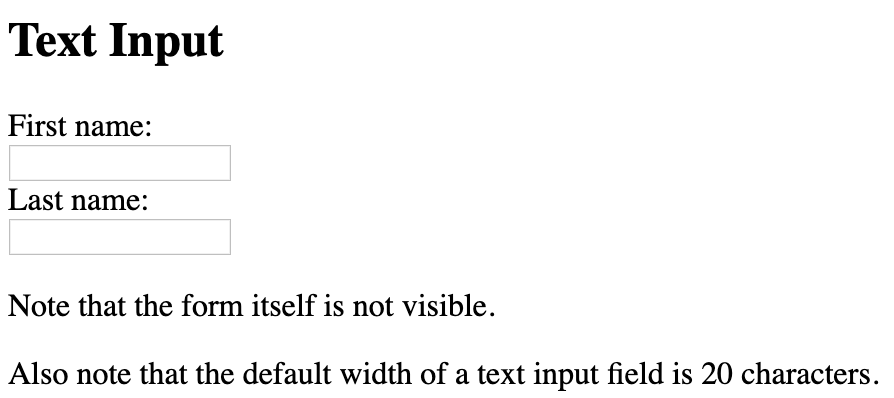 Text Input
First name:
Last name:
Note that the form itself is not visible.
Also note that the default width of a text input field is 20 characters.